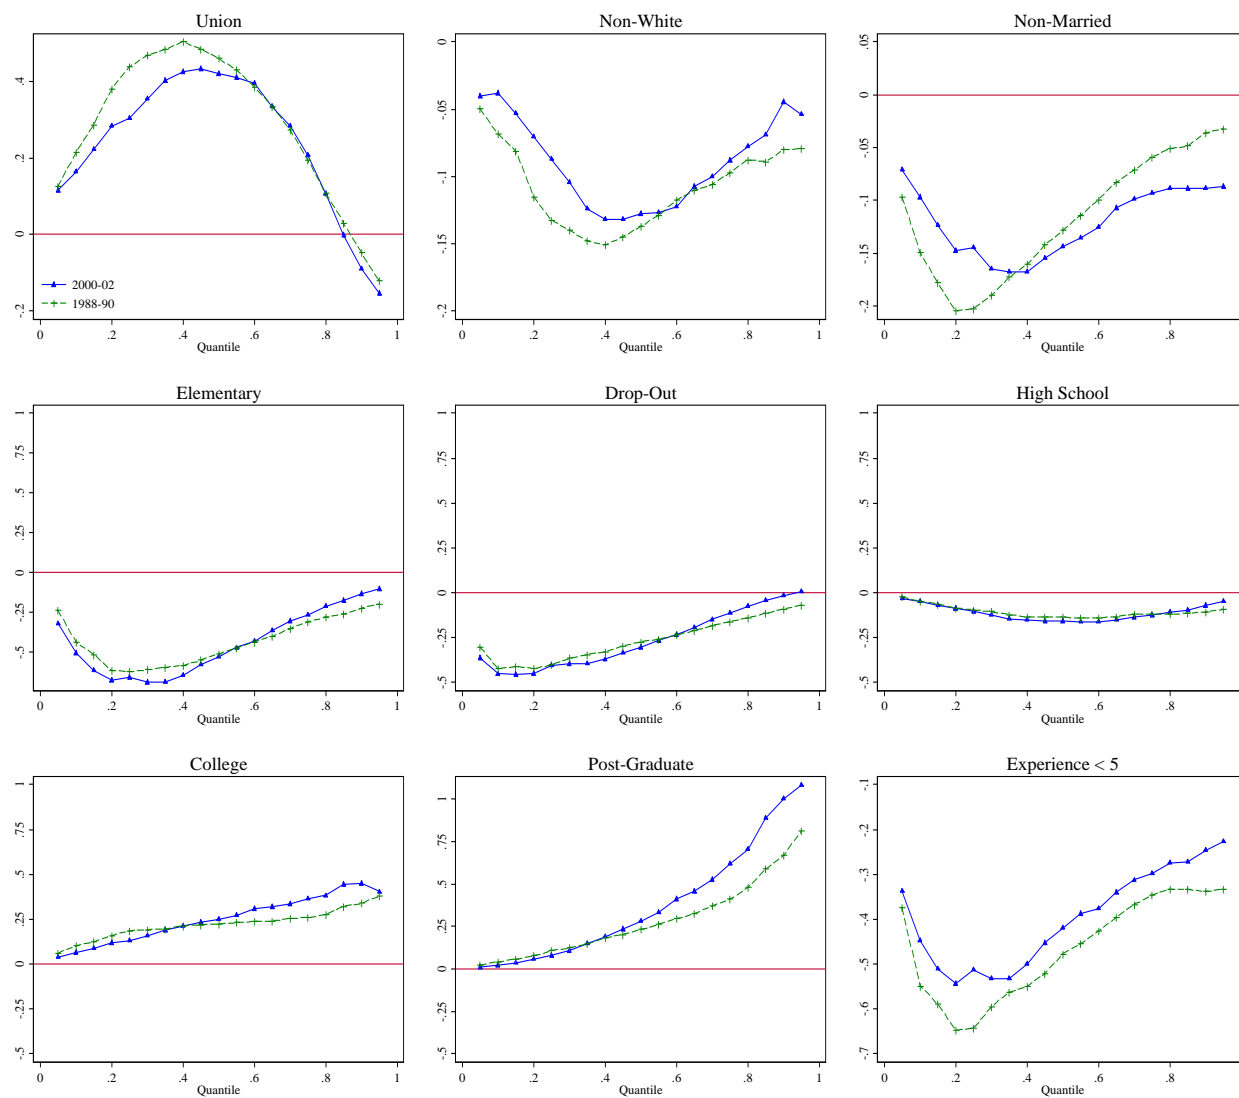 Union
.4
.2
0
-.2
2000-02
1988-90
0 .2 .4 .6 .8 1
Quantile
Non-White
0
-.05
-.1
-.15
-.2
0 .2 .4 .6 .8 1
Quantile
Non-Married
.05
0
-.05
-.1
-.15
-.2
0 .2 .4 .6 .8
Quantile
Elementary
1
.75
.5
.25
0
-.25
-.5
0 .2 .4 .6 .8 1
Quantile
Drop-Out
1
.75
.5
.25
0
-.25
-.5
0 .2 .4 .6 .8 1
Quantile
High School
1
.75
.5
.25
0
-.25
-.5
0 .2 .4 .6 .8
Quantile
College
1
.75
.5
.25
0
-.25
-.5
0 .2 .4 .6 .8 1
Quantile
Post-Graduate
1
.75
.5
.25
0
-.25
-.5
0 .2 .4 .6 .8 1
Quantile
Experience < 5
-.1
-.2
-.3
-.4
-.5
-.6
-.7
0 .2 .4 .6 .8
Quantile